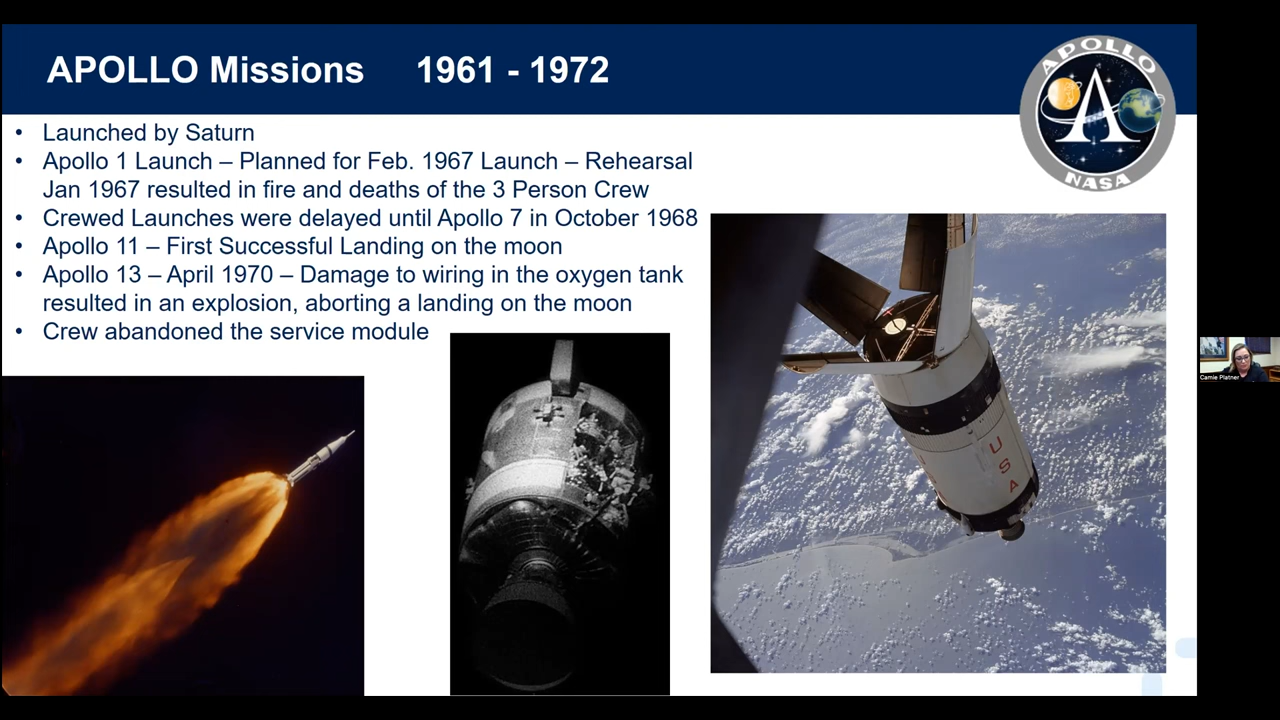 APOLLO Missions 1961 - 1972
APOLLO
NASA
• Launched by Saturn
• Apollo 1 Launch – Planned for Feb. 1967 Launch – Rehearsal
Jan 1967 resulted in fire and deaths of the 3 Person Crew
• Crewed Launches were delayed until Apollo 7 in October 1968
• Apollo 11 – First Successful Landing on the moon
• Apollo 13 – April 1970 – Damage to wiring in the oxygen tank
resulted in an explosion, aborting a landing on the moon
• Crew abandoned the service module
USA
Camie Platner